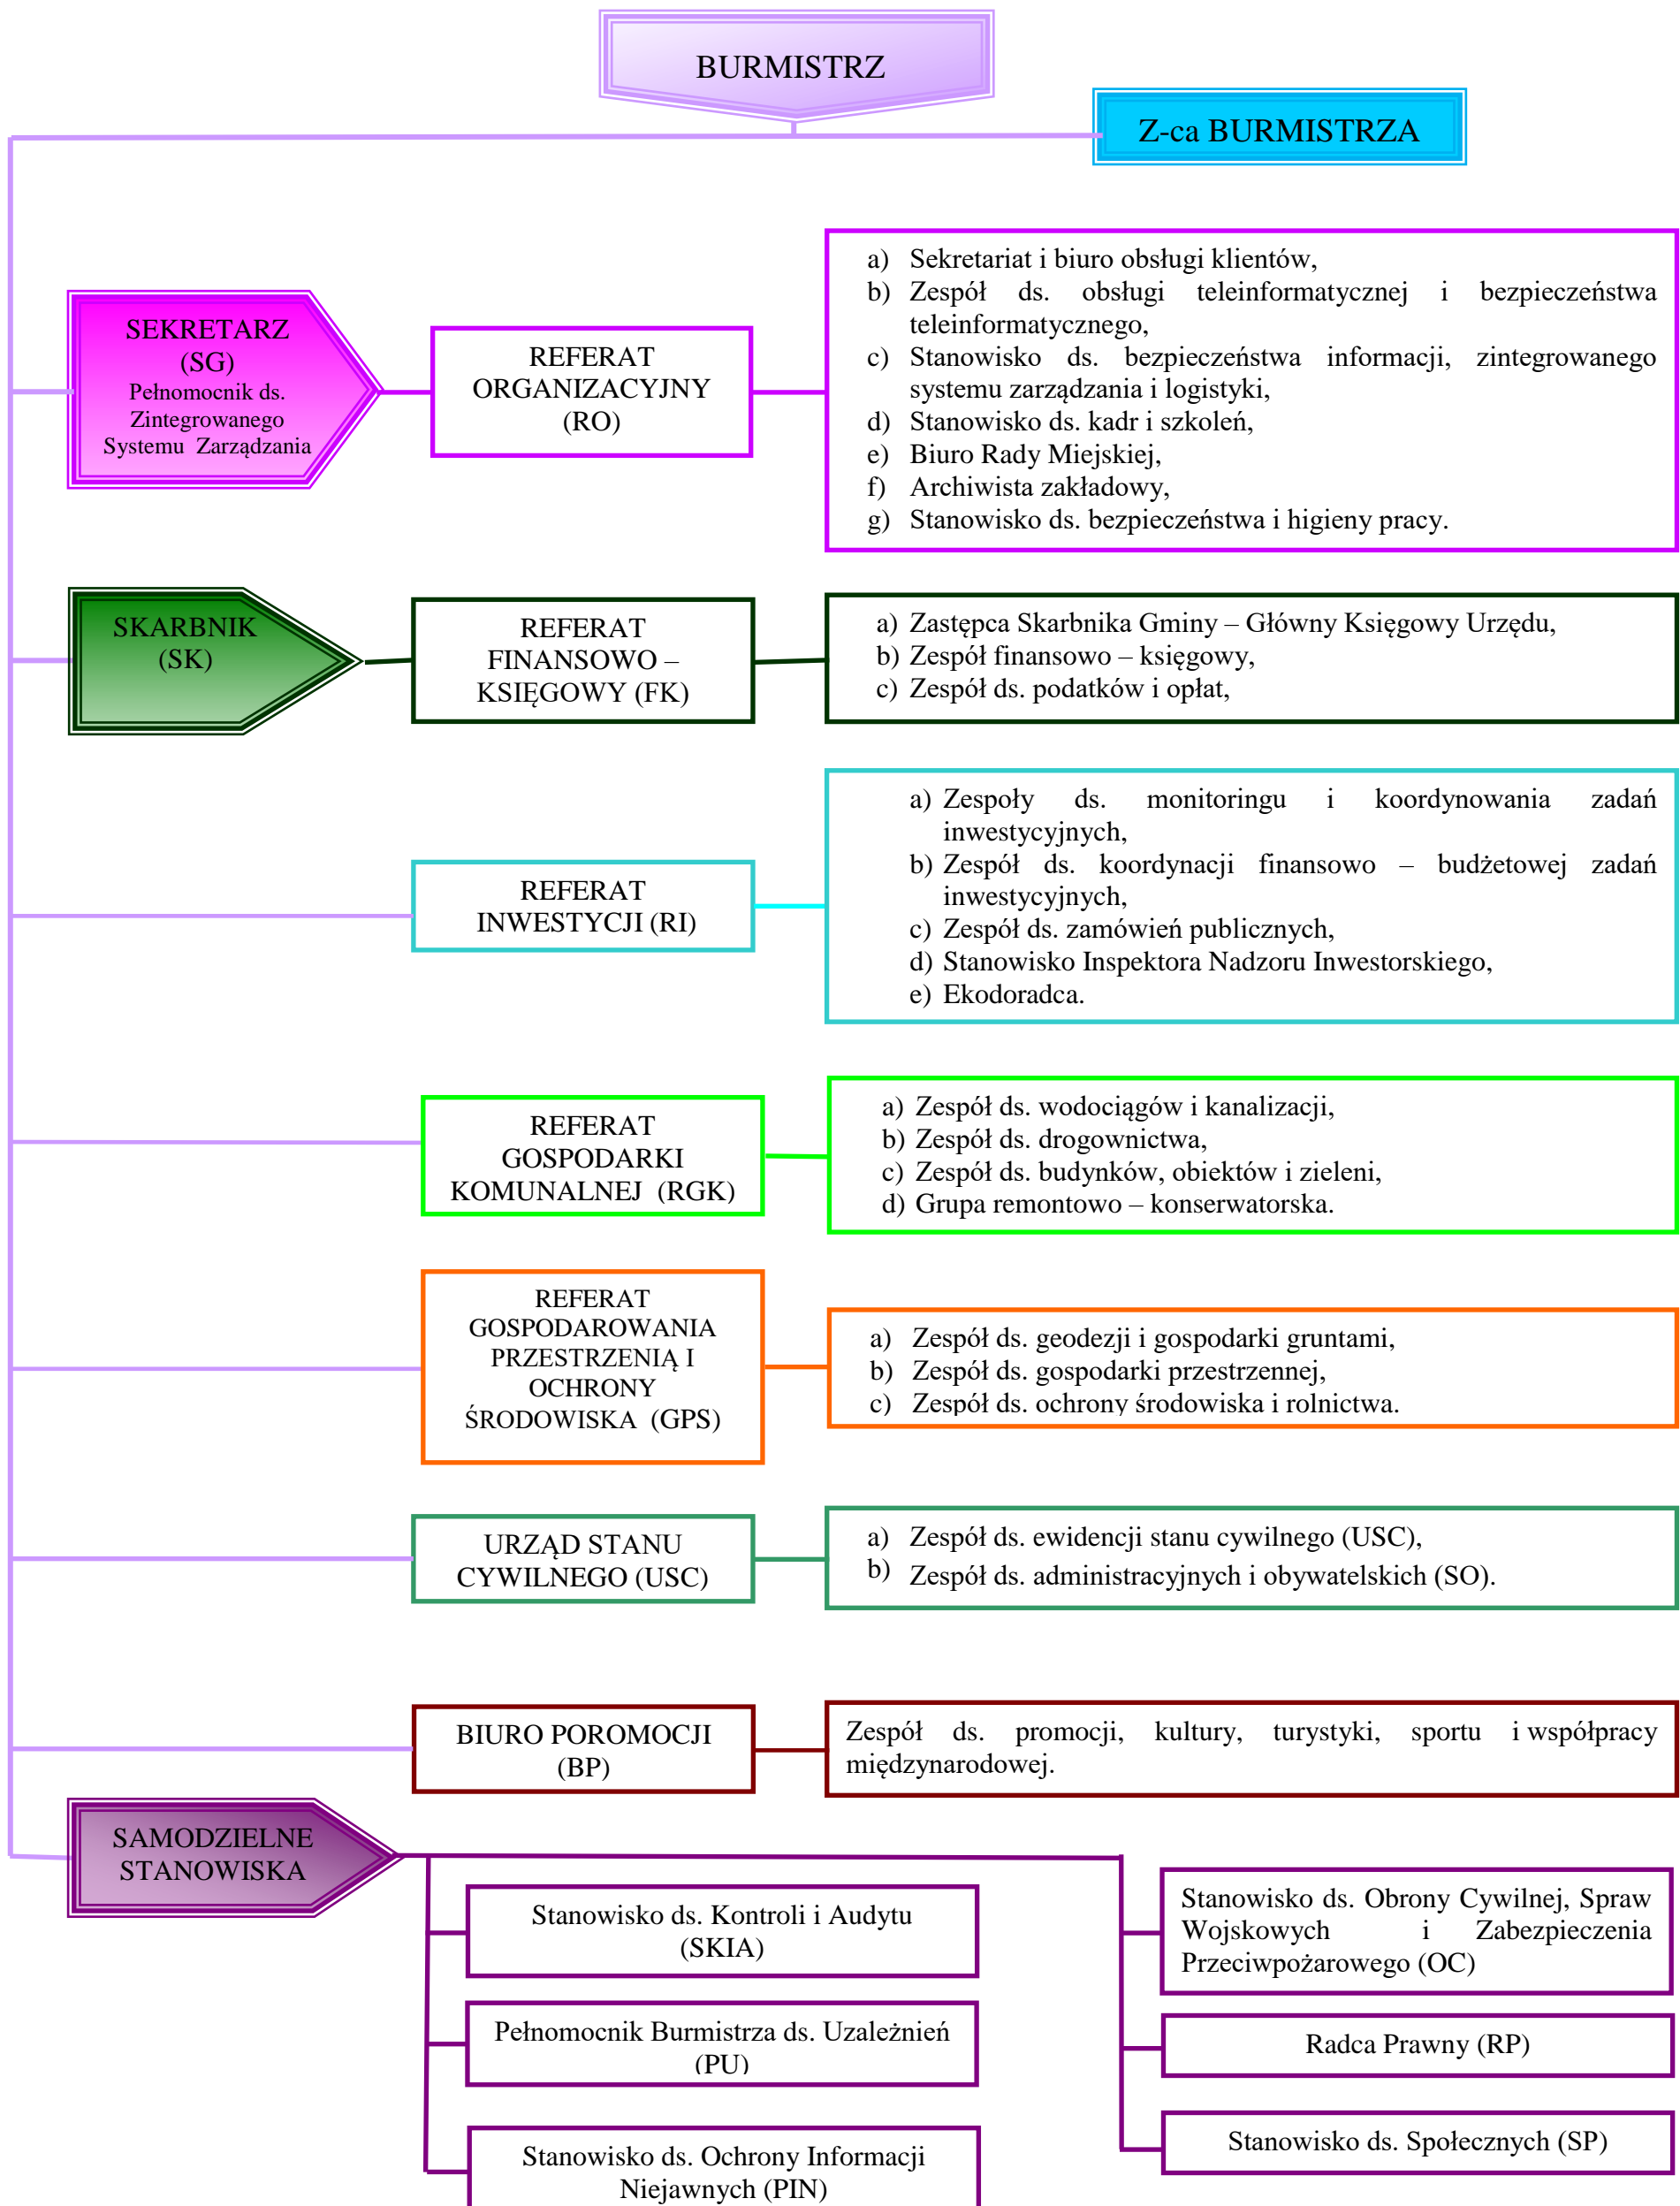 BURMISTRZ
Z-ca BURMISTRZA
SEKRETARZ
(SG)
Pełnomocnik ds.
Zintegrowanego
Systemu Zarządzania
REFERAT
ORGANIZACYJNY
(RO)
a) Sekretariat i biuro obsługi klientów,
b) Zespół ds. obsługi teleinformatycznej i bezpieczeństwa
teleinformatycznego,
c) Stanowisko ds. bezpieczeństwa informacji, zintegrowanego
systemu zarządzania i logistyki,
d) Stanowisko ds. kadr i szkoleń,
e) Biuro Rady Miejskiej,
f) Archiwista zakładowy,
g) Stanowisko ds. bezpieczeństwa i higieny pracy.
SKARBNIK
(SK)
REFERAT
FINANSOWO –
KSIĘGOWY (FK)
a) Zastępca Skarbnika Gminy – Główny Księgowy Urzędu,
b) Zespół finansowo – księgowy,
c) Zespół ds. podatków i opłat,
REFERAT
INWESTYCJI (RI)
a) Zespoły ds. monitoringu i koordynowania zadań
inwestycyjnych,
b) Zespół ds. koordynacji finansowo – budżetowej zadań
inwestycyjnych,
c) Zespół ds. zamówień publicznych,
d) Stanowisko Inspektora Nadzoru Inwestorskiego,
e) Ekodoradca.
REFERAT
GOSPODARKI
KOMUNALNEJ (RGK)
a) Zespół ds. wodociągów i kanalizacji,
b) Zespół ds. drogownictwa,
c) Zespół ds. budynków, obiektów i zieleni,
d) Grupa remontowo – konserwatorska.
REFERAT
GOSPODAROWANIA
PRZESTRZENIĄ I
OCHRONY
ŚRODOWISKA (GPS)
a) Zespół ds. geodezji i gospodarki gruntami,
b) Zespół ds. gospodarki przestrzennej,
c) Zespół ds. ochrony środowiska i rolnictwa.
URZĄD STANU
CYWILNEGO (USC)
a) Zespół ds. ewidencji stanu cywilnego (USC),
b) Zespół ds. administracyjnych i obywatelskich (SO).
BIURO POROMOCJI
(BP)
Zespół ds. promocji, kultury, turystyki, sportu i współpracy
międzynarodowej.
SAMODZIELNE
STANOWISKA
Stanowisko ds. Kontroli i Audytu
(SKIA)
Pełnomocnik Burmistrza ds. Uzależnień
(PU)
Stanowisko ds. Ochrony Informacji
Niejawnych (PIN)
Stanowisko ds. Obrony Cywilnej, Spraw
Wojskowych i Zabezpieczenia
Przeciwpożarowego (OC)
Radca Prawny (RP)
Stanowisko ds. Społecznych (SP)